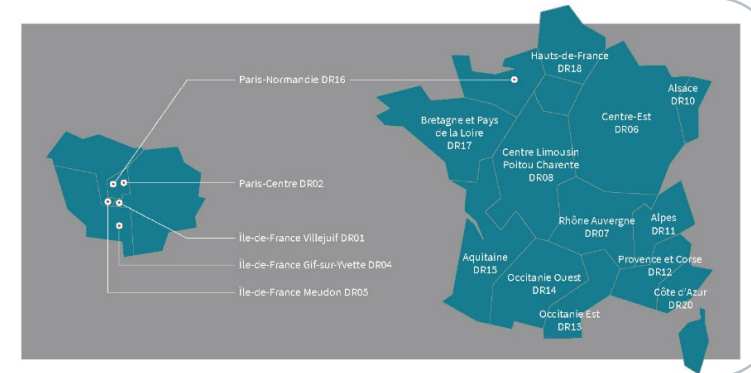 Paris-Normandie DR16
Paris-Centre DR02
Île-de-France Villejuif DR01
Île-de-France Gif-sur-Yvette DR04
Île-de-France Meudon DR05
Hauts-de-France
DR18
Alsace
DR10
Centre-Est
DR06
Bretagne et Pays
de la Loire
DR17
Centre Limousin
Poitou Charente
DR08
Rhône Auvergne
DR07
Alpes
DR11
Aquitaine
DR15
Occitanie Ouest
DR14
Provence et Corse
DR12
Côte d'Azur
DR20
Occitanie Est
DR13